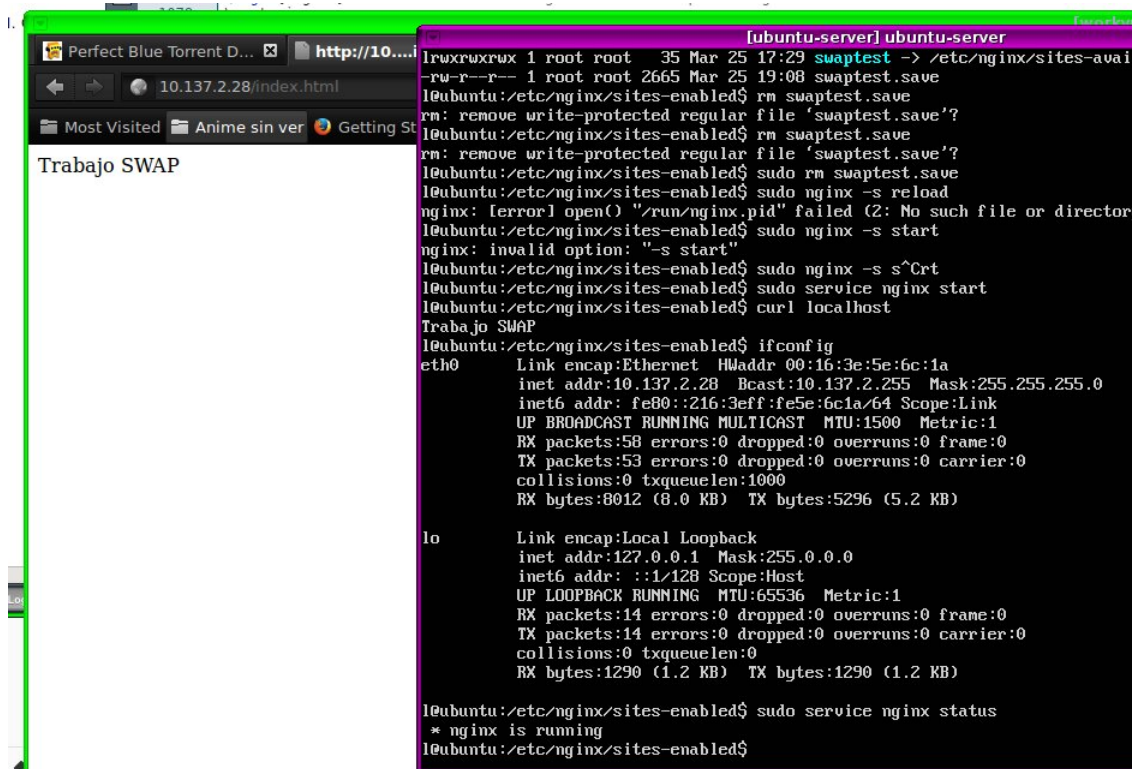 [workv
Perfect Blue Torrent D...
http://10....i
10.137.2.28/index.html
Most Visited Anime sin ver Getting St
Trabajo SWAP
[ubuntu-server] ubuntu-server
lrwxrwxrwx 1 root root   35 Mar 25 17:29 swaptest -> /etc/nginx/sites-avai
-rw-r--r-- 1 root root 2665 Mar 25 19:08 swaptest.save
l@ubuntu:/etc/nginx/sites-enabled$ rm swaptest.save
rm: remove write-protected regular file ‘swaptest.save’?
l@ubuntu:/etc/nginx/sites-enabled$ rm swaptest.save
rm: remove write-protected regular file ‘swaptest.save’?
l@ubuntu:/etc/nginx/sites-enabled$ sudo rm swaptest.save
l@ubuntu:/etc/nginx/sites-enabled$ sudo nginx -s reload
nginx: [error] open() "/run/nginx.pid" failed (2: No such file or director
l@ubuntu:/etc/nginx/sites-enabled$ sudo nginx -s start
nginx: invalid option: "-s start"
l@ubuntu:/etc/nginx/sites-enabled$ sudo nginx -s s^Crt
l@ubuntu:/etc/nginx/sites-enabled$ sudo service nginx start
l@ubuntu:/etc/nginx/sites-enabled$ curl localhost
Trabajo SWAP
l@ubuntu:/etc/nginx/sites-enabled$ ifconfig
eth0      Link encap:Ethernet  HWaddr 00:16:3e:5e:6c:1a
          inet addr:10.137.2.28  Bcast:10.137.2.255  Mask:255.255.255.0
          inet6 addr: fe80::216:3eff:fe5e:6c1a/64 Scope:Link
          UP BROADCAST RUNNING MULTICAST  MTU:1500  Metric:1
          RX packets:58 errors:0 dropped:0 overruns:0 frame:0
          TX packets:53 errors:0 dropped:0 overruns:0 carrier:0
          collisions:0 txqueuelen:1000
          RX bytes:8012 (8.0 KB)  TX bytes:5296 (5.2 KB)
lo        Link encap:Local Loopback
          inet addr:127.0.0.1  Mask:255.0.0.0
          inet6 addr: ::1/128 Scope:Host
          UP LOOPBACK RUNNING  MTU:65536  Metric:1
          RX packets:14 errors:0 dropped:0 overruns:0 frame:0
          TX packets:14 errors:0 dropped:0 overruns:0 carrier:0
          collisions:0 txqueuelen:0
          RX bytes:1290 (1.2 KB)  TX bytes:1290 (1.2 KB)
l@ubuntu:/etc/nginx/sites-enabled$ sudo service nginx status
 * nginx is running
l@ubuntu:/etc/nginx/sites-enabled$